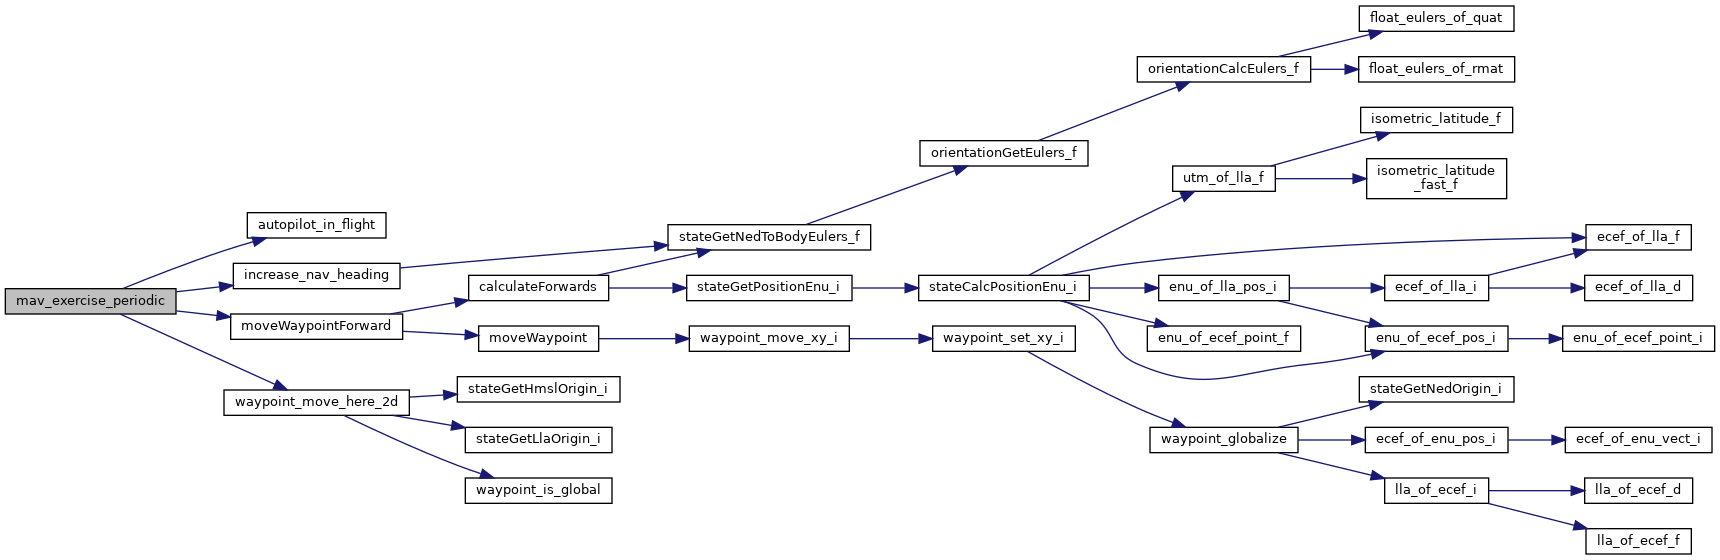 float_eulers_of_quat
orientationCalcEulers_f
float_eulers_of_rmat
isometric_latitude_f
orientationGetEulers_f
utm_of_lla_f
isometric_latitude
_fast_f
autopilot_in_flight
stateGetNedToBodyEulers_f
ecef_of_lla_f
increase_nav_heading
calculateForwards
stateGetPositionEnu_i
stateCalcPositionEnu_i
enu_of_lla_pos_i
ecef_of_lla_i
ecef_of_lla_d
mav_exercise_periodic
moveWaypointForward
moveWaypoint
waypoint_move_xy_i
waypoint_set_xy_i
enu_of_ecef_point_f
enu_of_ecef_pos_i
enu_of_ecef_point_i
waypoint_move_here_2d
stateGetHmslOrigin_i
stateGetNedOrigin_i
stateGetLlaOrigin_i
waypoint_globalize
ecef_of_enu_pos_i
ecef_of_enu_vect_i
waypoint_is_global
lla_of_ecef_i
lla_of_ecef_d
lla_of_ecef_f